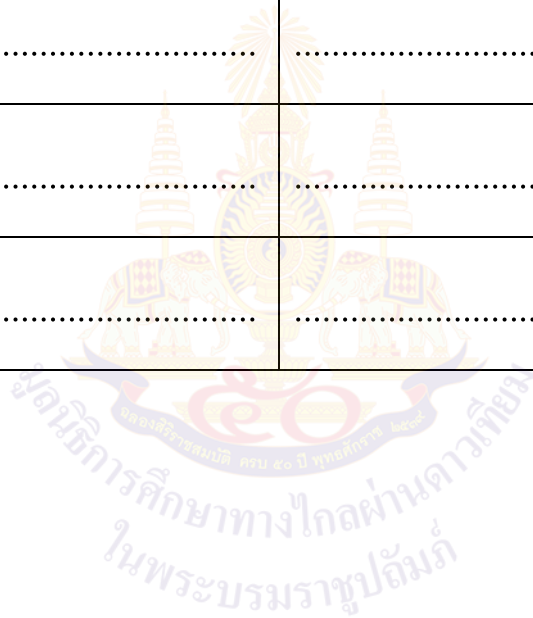 ................................ ................................
................................ ................................
................................ ................................
ฉลองสิริราชสมบัติ ครบ ๕๐ ปี พุทธศักราช ๒๕๓๙
๕๐
มูลนิธิการศึกษาทางไกลผ่านดาวเทียม
ในพระบรมราชูปถัมภ์